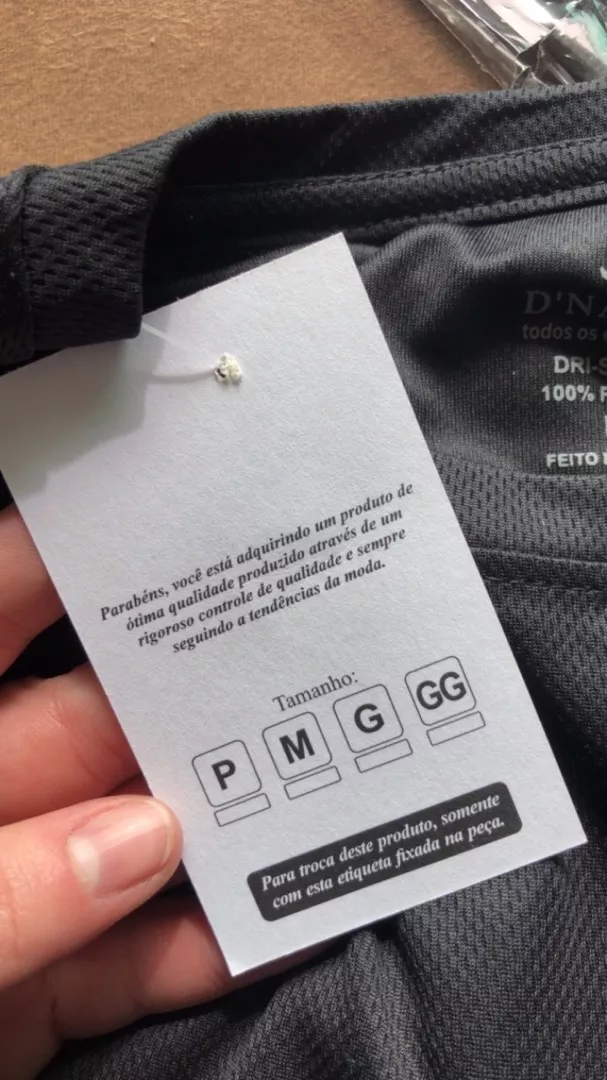 D'N
todos os
DRI-S
100%
FEITO
Parabéns, você está adquirindo um produto de
ótima qualidade produzido através de um
rigoroso controle de qualidade e sempre
seguindo a tendências da moda.
Tamanho:
P M G GG
Para troca deste produto, somente
com esta etiqueta fixada na peça.